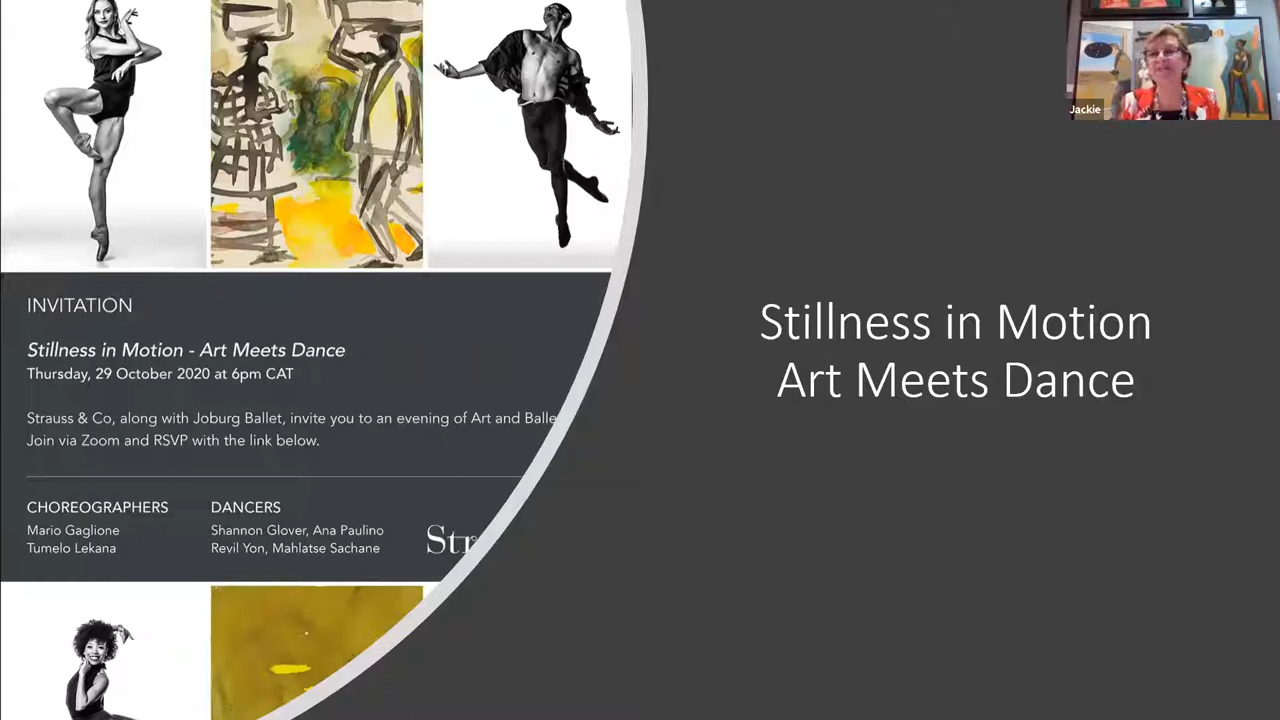 Jackie
INVITATION
Stillness in Motion - Art Meets Dance
Thursday, 29 October 2020 at 6pm CAT
Strauss & Co, along with Joburg Ballet, invite you to an evening of Art and Balle
Join via Zoom and RSVP with the link below.
CHOREOGRAPHERS
Mario Gaglione
Tumelo Lekana
DANCERS
Shannon Glover, Ana Paulino
Revil Yon, Mahlatse Sachane
Str
Stillness in Motion
Art Meets Dance